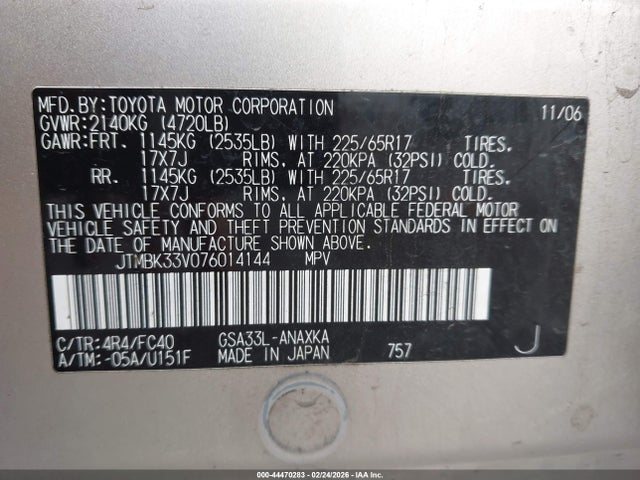 MFD.BY:TOYOTA MOTOR CORPORATION 11/06
GVWR:2140KG (4720LB)
GAWR:FRT. 1145KG (2535LB) WITH 225/65R17 TIRES.
17X7J RIMS, AT 220KPA (32PSI) COLD.
RR. 1145KG (2535LB) WITH 225/65R17 TIRES.
17X7J RIMS, AT 220KPA (32PSI) COLD.
THIS VEHICLE CONFORMS TO ALL APPLICABLE FEDERAL MOTOR
VEHICLE SAFETY AND THEFT PREVENTION STANDARDS IN EFFECT ON
THE DATE OF MANUFACTURE SHOWN ABOVE.
JTMBK33V076014144 MPV
C/TR:4R4/FC40 GSA33L-ANAXKA
A/TM:-05A/U151F MADE IN JAPAN 757 J
000-44470283 - 02/24/2026 - IAA Inc.